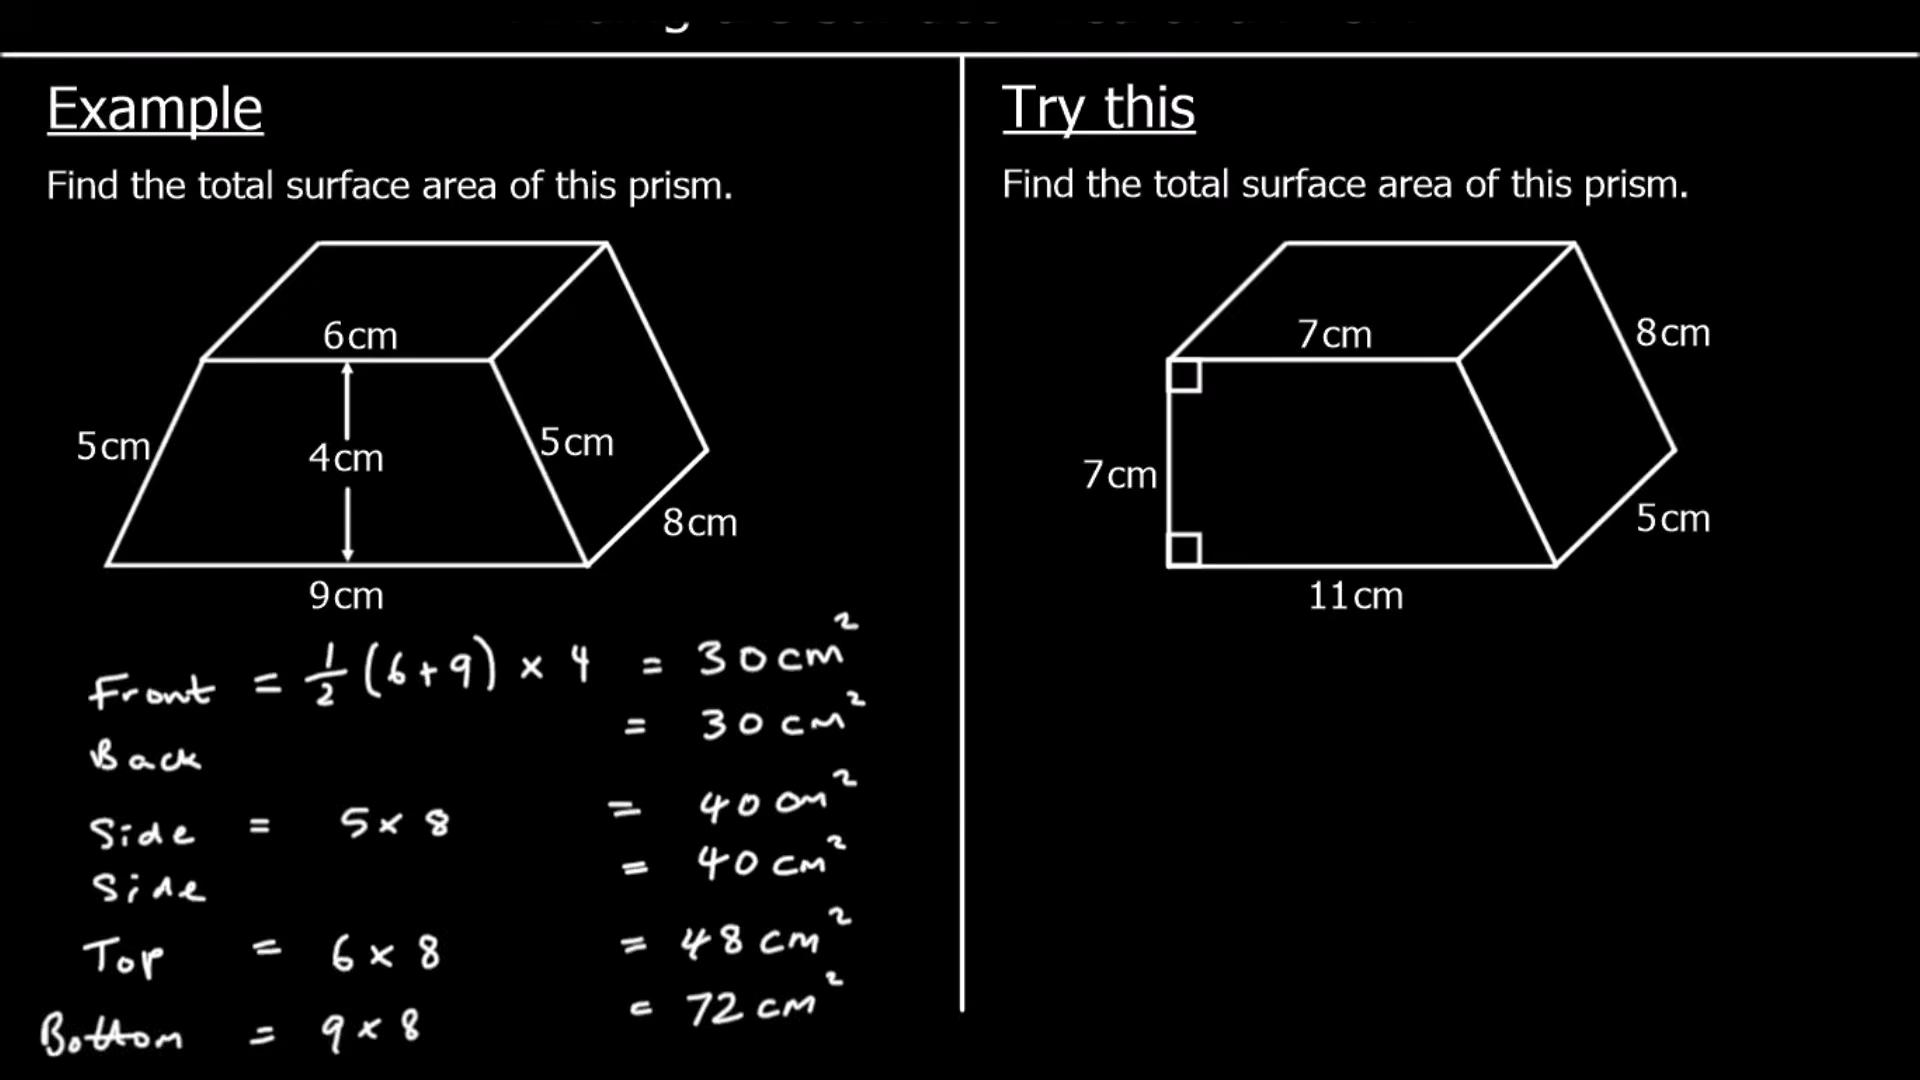 Example
Find the total surface area of this prism.
6cm
5cm
4cm
5cm
8cm
9cm
Front = 1/2 (6+9) × 4 = 30cm²
Back = 30cm²
Side = 5×8 = 40cm²
Side = 40cm²
Top = 6×8 = 48cm²
Bottom = 9×8 = 72cm²
Try this
Find the total surface area of this prism.
7cm
8cm
7cm
5cm
11cm